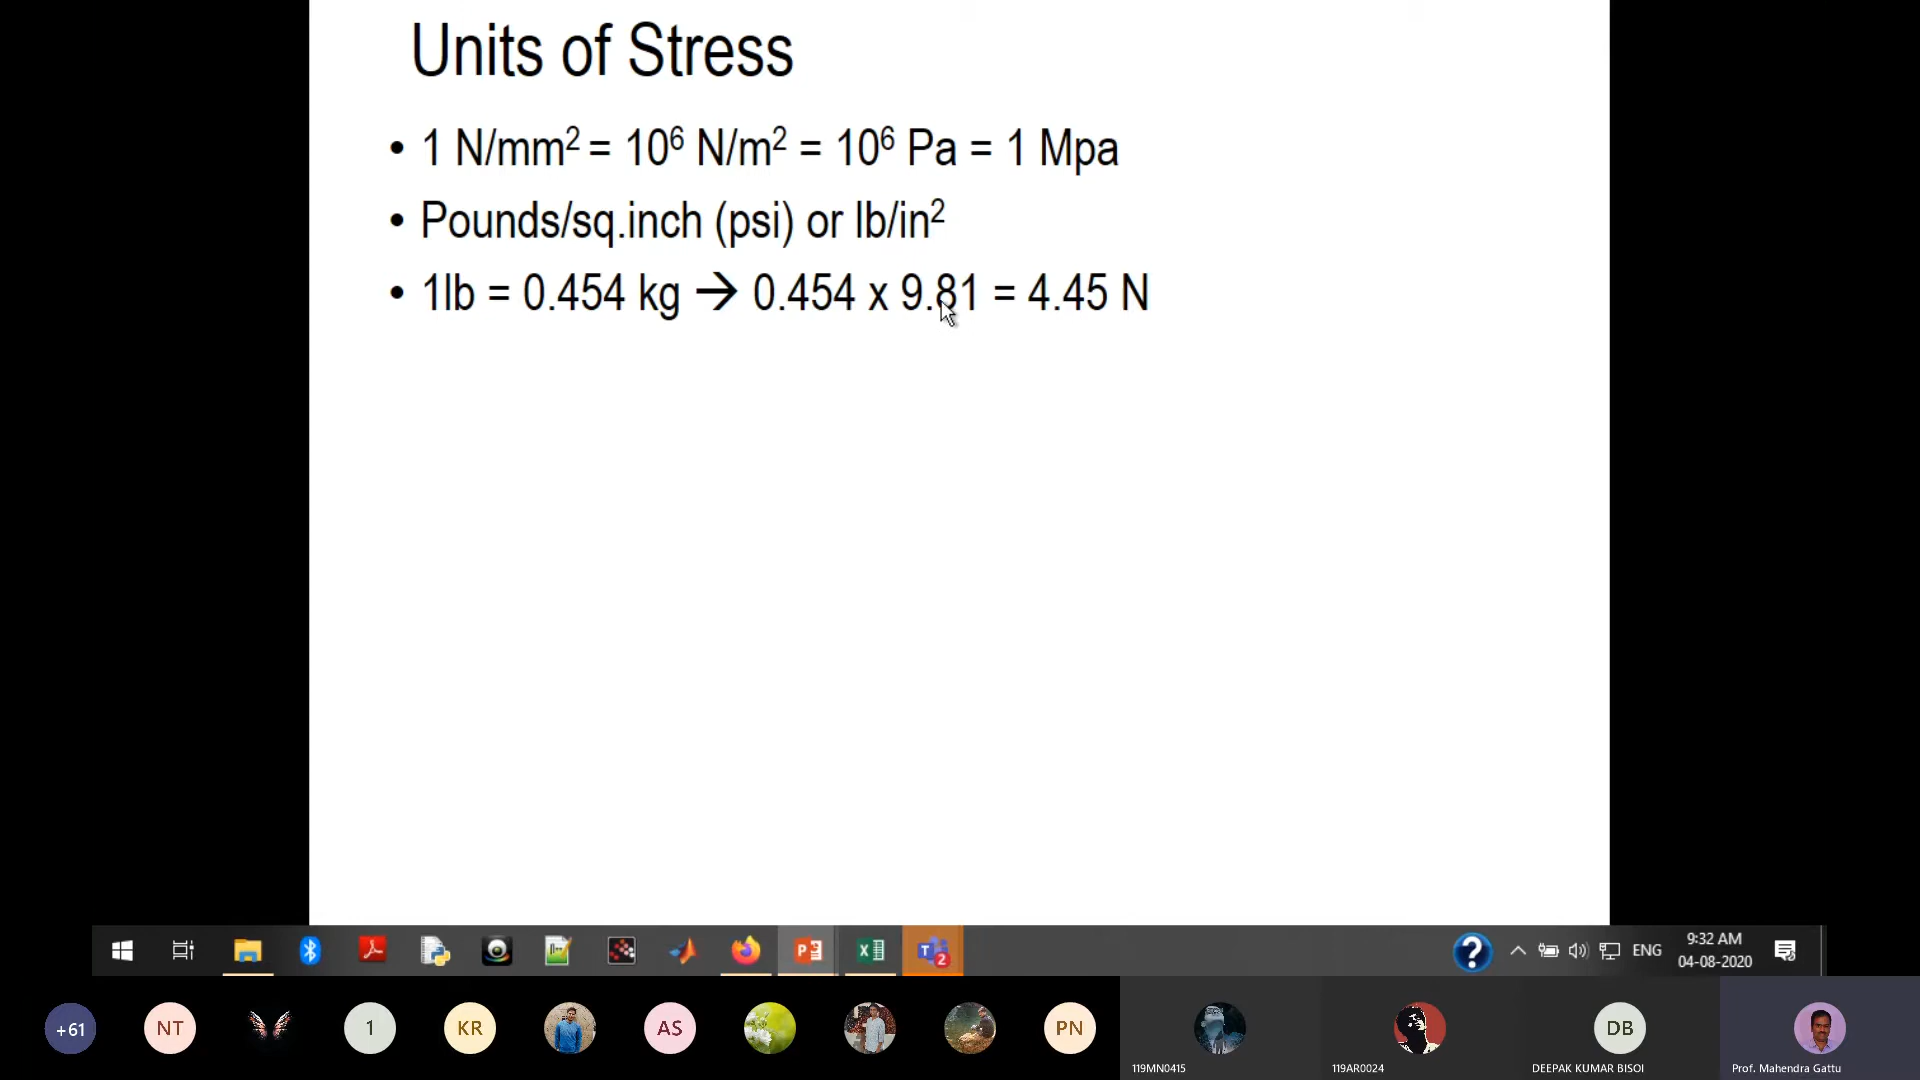 Units of Stress
• 1 N/mm² = 10⁶ N/m² = 10⁶ Pa = 1 Mpa
• Pounds/sq.inch (psi) or lb/in²
• 1lb = 0.454 kg → 0.454 x 9.81 = 4.45 N
ENG
9:32 AM
04-08-2020
2
+61
NT
1
KR
AS
PN
DB
119MN0415
119AR0024
DEEPAK KUMAR BISOI
Prof. Mahendra Gattu